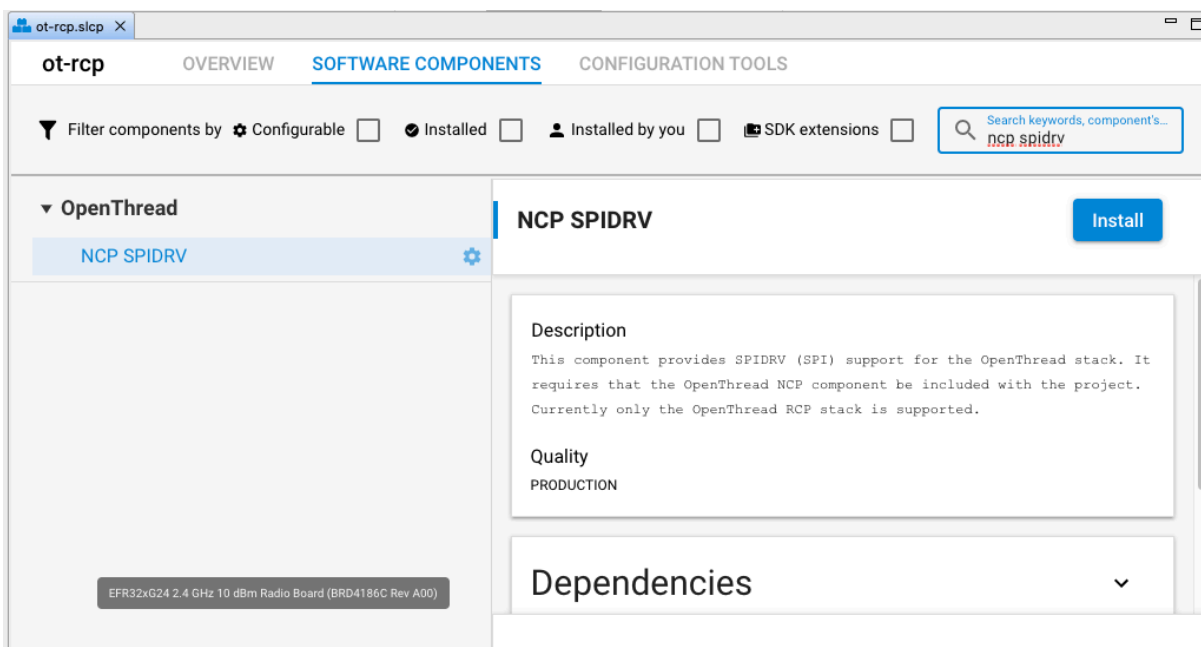 ot-rcp.slcp
ot-rcp OVERVIEW SOFTWARE COMPONENTS CONFIGURATION TOOLS
Filter components by Configurable Installed Installed by you SDK extensions
Search keywords, component's...
ncp spidrv
OpenThread
NCP SPIDRV
NCP SPIDRV
Install
Description
This component provides SPIDRV (SPI) support for the OpenThread stack. It
requires that the OpenThread NCP component be included with the project.
Currently only the OpenThread RCP stack is supported.
Quality
PRODUCTION
Dependencies
EFR32xG24 2.4 GHz 10 dBm Radio Board (BRD4186C Rev A00)